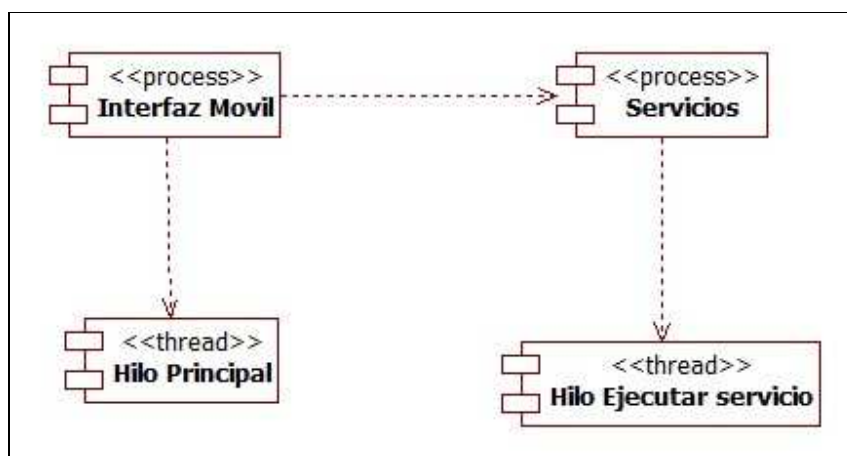 <<process>>
Interfaz Movil
<<process>>
Servicios
<<thread>>
Hilo Principal
<<thread>>
Hilo Ejecutar servicio